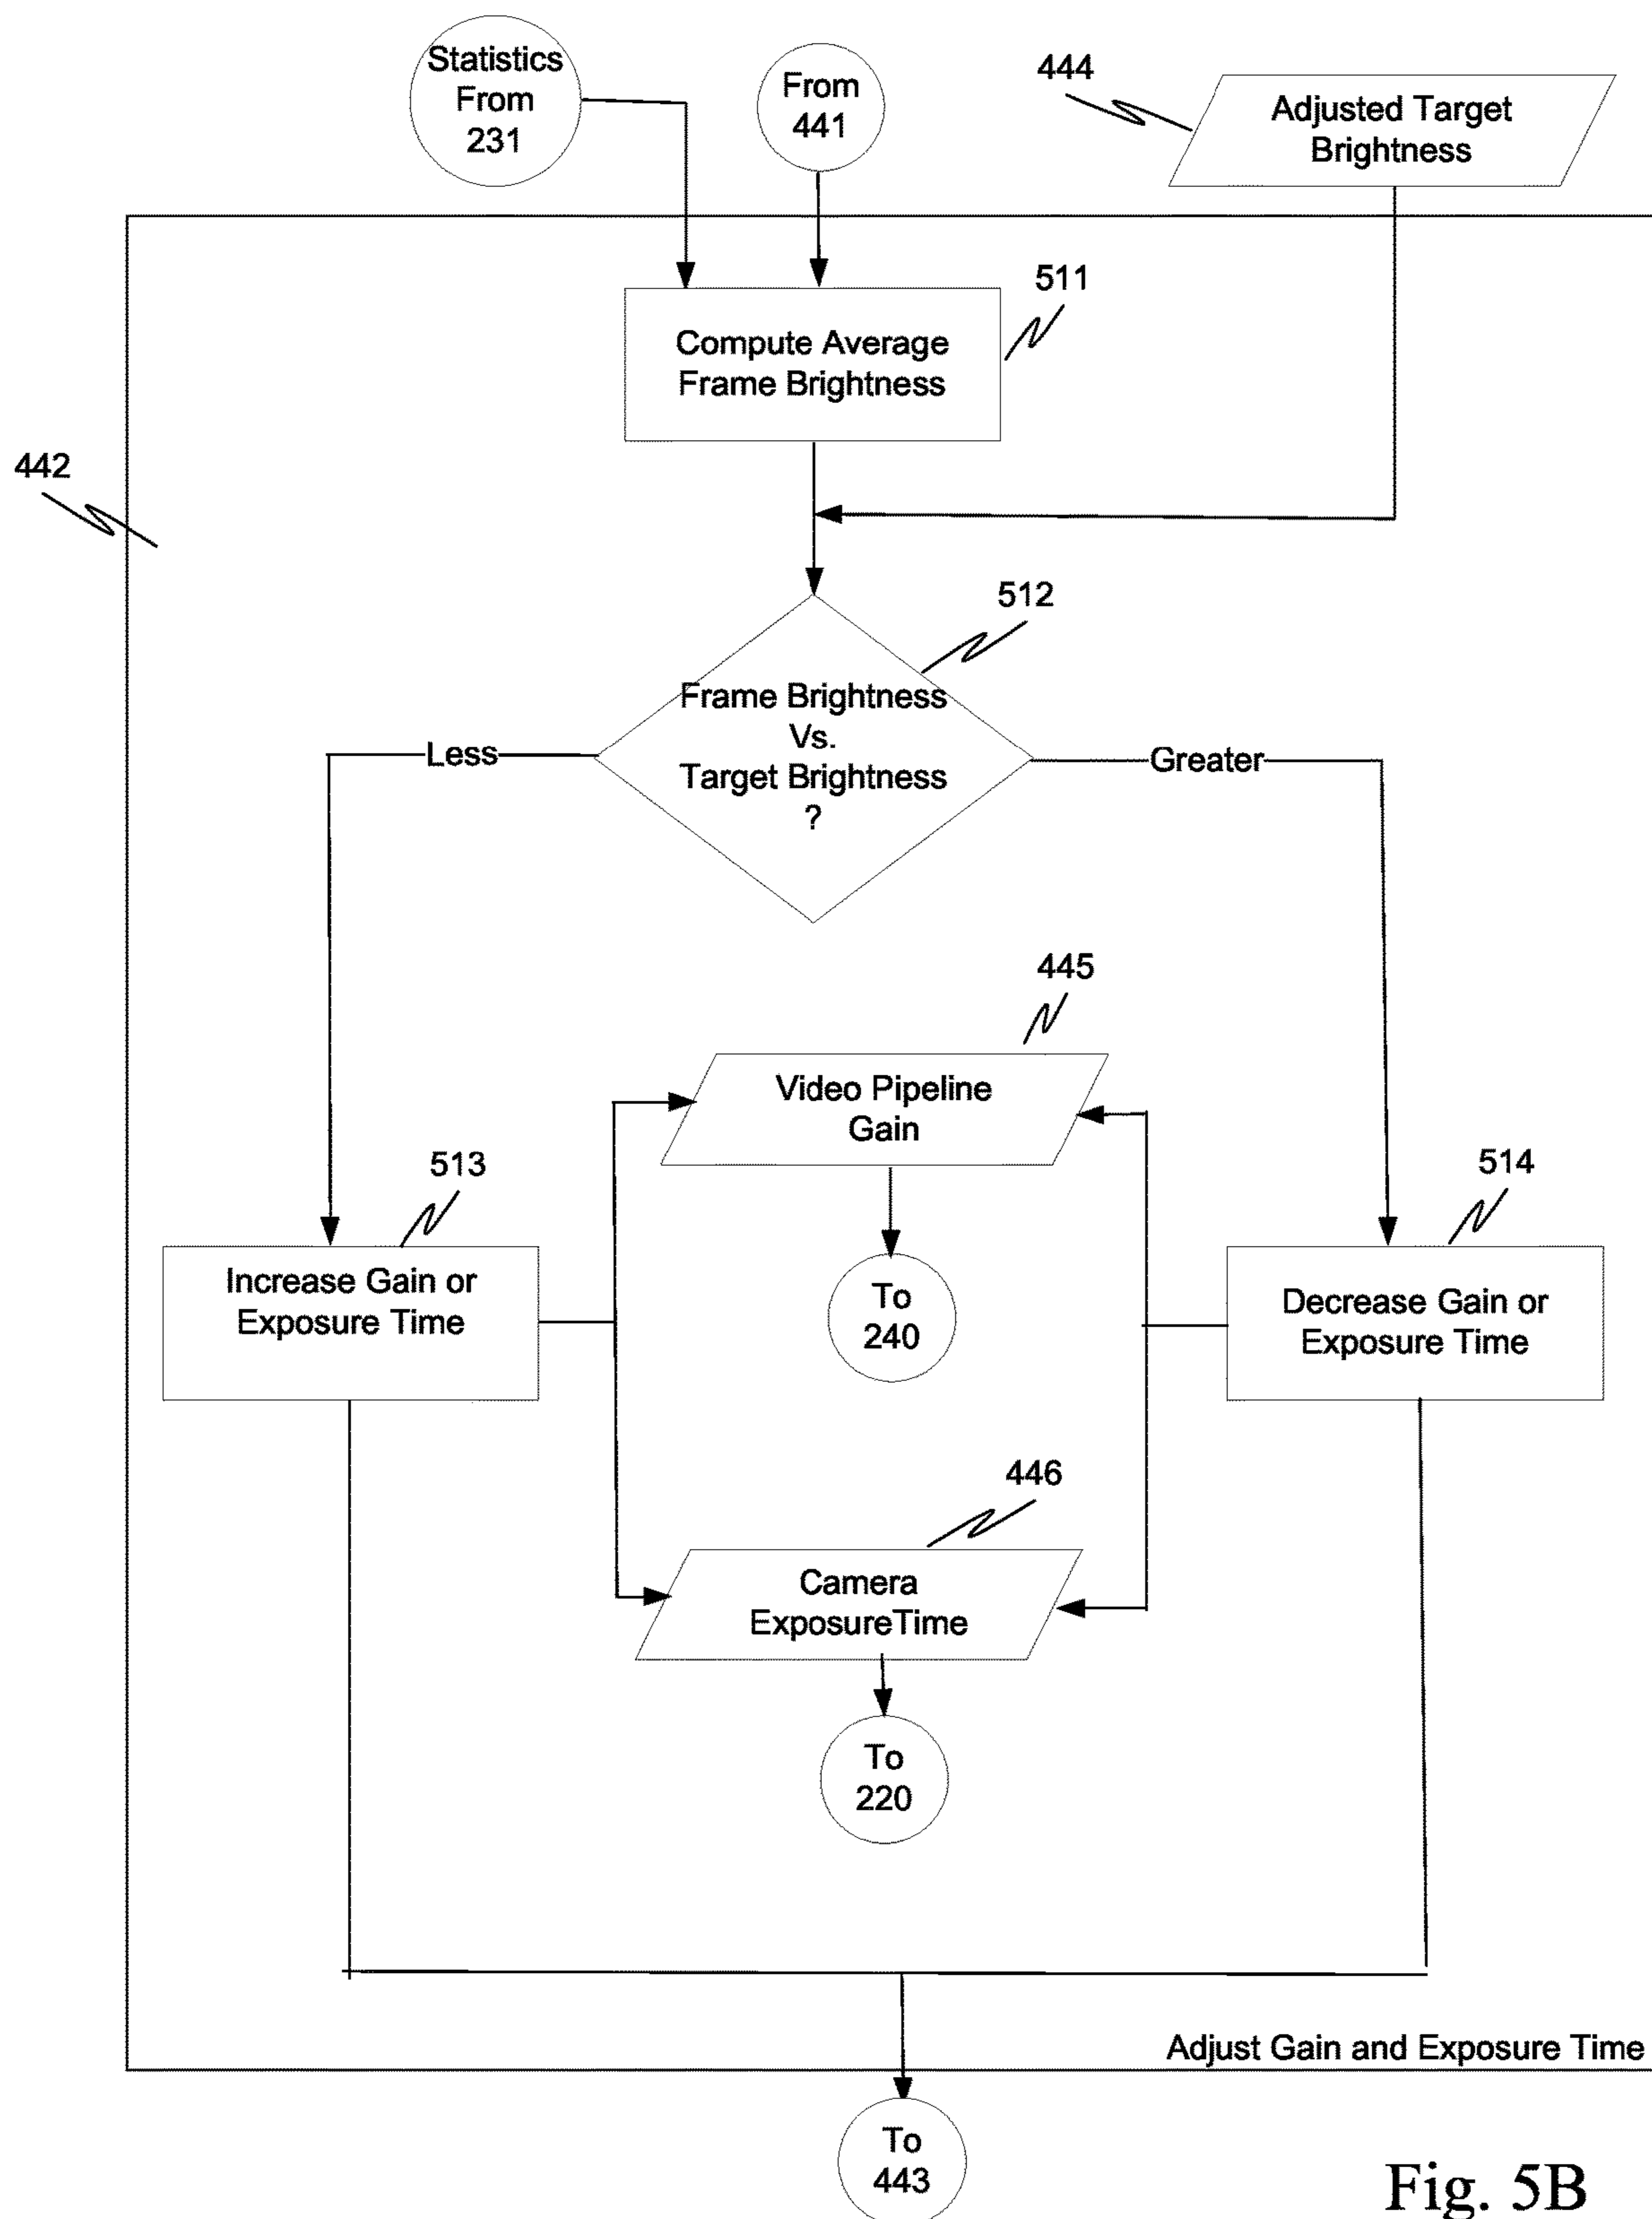 Statistics
From
231
From
441
444
Adjusted Target
Brightness
511
Compute Average
Frame Brightness
442
512
Frame Brightness
Vs.
Target Brightness
?
Less
Greater
445
Video Pipeline
Gain
513
514
Increase Gain or
Exposure Time
To
240
Decrease Gain or
Exposure Time
446
Camera
ExposureTime
To
220
Adjust Gain and Exposure Time
To
443
Fig. 5B